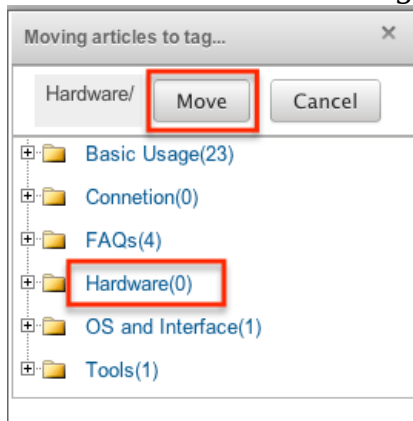 Moving articles to tag...
Hardware/ Move Cancel
Basic Usage(23)
Connetion(0)
FAQs(4)
Hardware(0)
OS and Interface(1)
Tools(1)